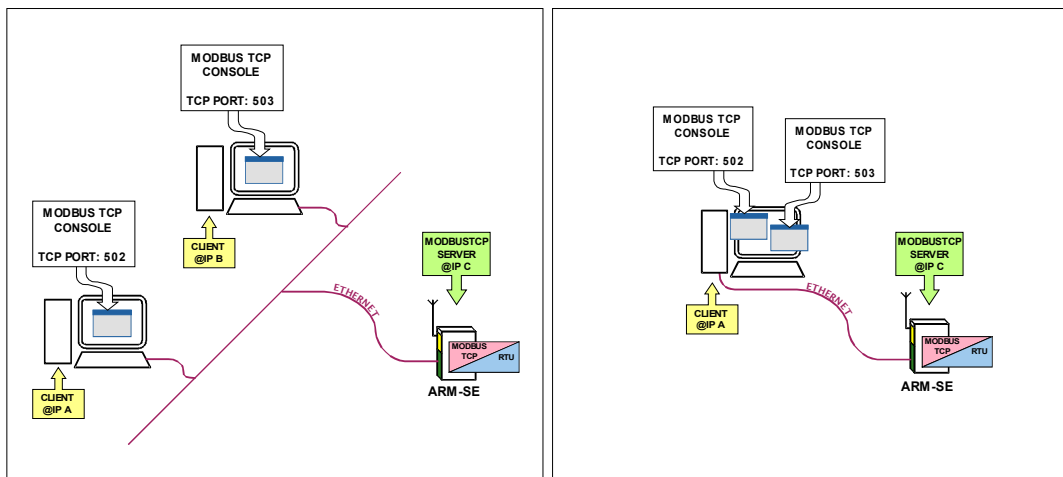 MODBUS TCP
CONSOLE
TCP PORT: 503
MODBUS TCP
CONSOLE
TCP PORT: 502
CLIENT
@IP B
CLIENT
@IP A
ETHERNET
MODBUSTCP
SERVER
@IP C
MODBUS
TCP
RTU
ARM-SE
MODBUS TCP
CONSOLE
TCP PORT: 502
MODBUS TCP
CONSOLE
TCP PORT: 503
CLIENT
@IP A
ETHERNET
MODBUSTCP
SERVER
@IP C
MODBUS
TCP
RTU
ARM-SE